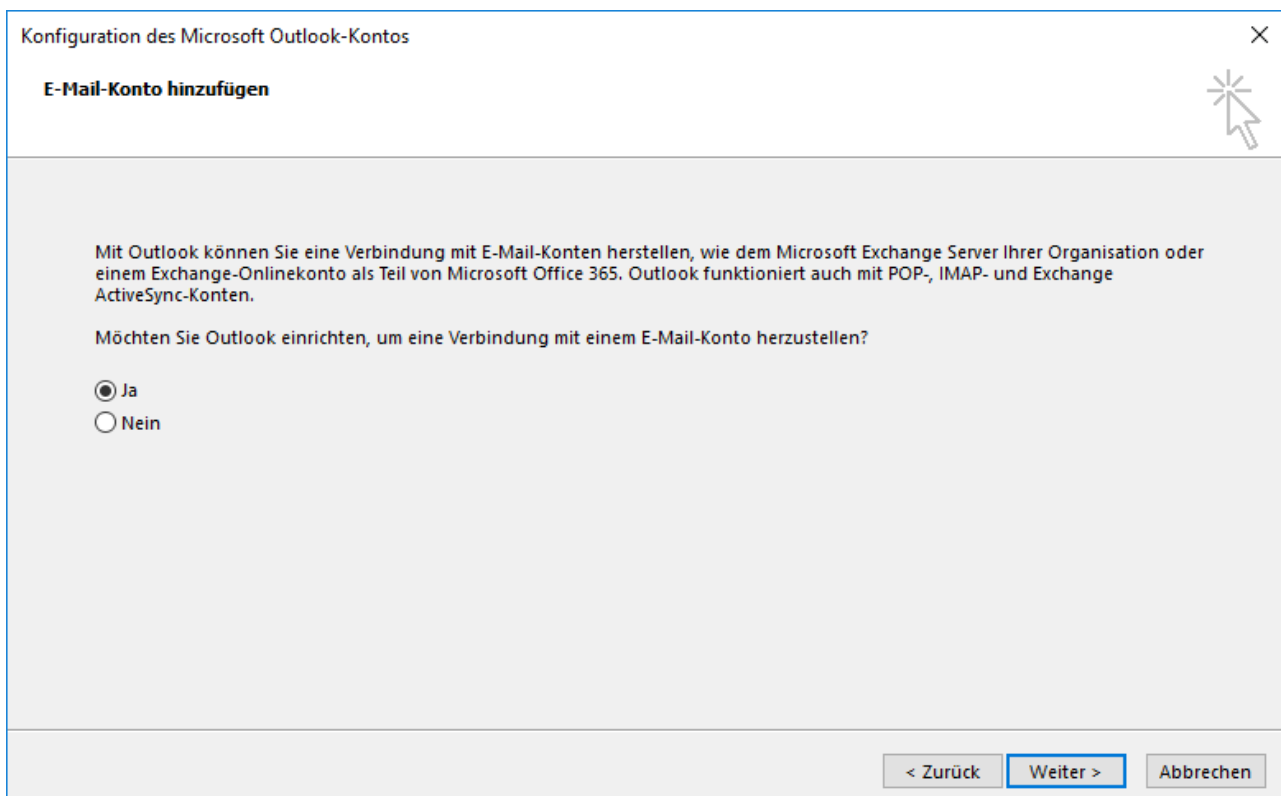 Konfiguration des Microsoft Outlook-Kontos
E-Mail-Konto hinzufügen
Mit Outlook können Sie eine Verbindung mit E-Mail-Konten herstellen, wie dem Microsoft Exchange Server Ihrer Organisation oder
einem Exchange-Onlinekonto als Teil von Microsoft Office 365. Outlook funktioniert auch mit POP-, IMAP- und Exchange
ActiveSync-Konten.
Möchten Sie Outlook einrichten, um eine Verbindung mit einem E-Mail-Konto herzustellen?
Ja
Nein
< Zurück Weiter > Abbrechen